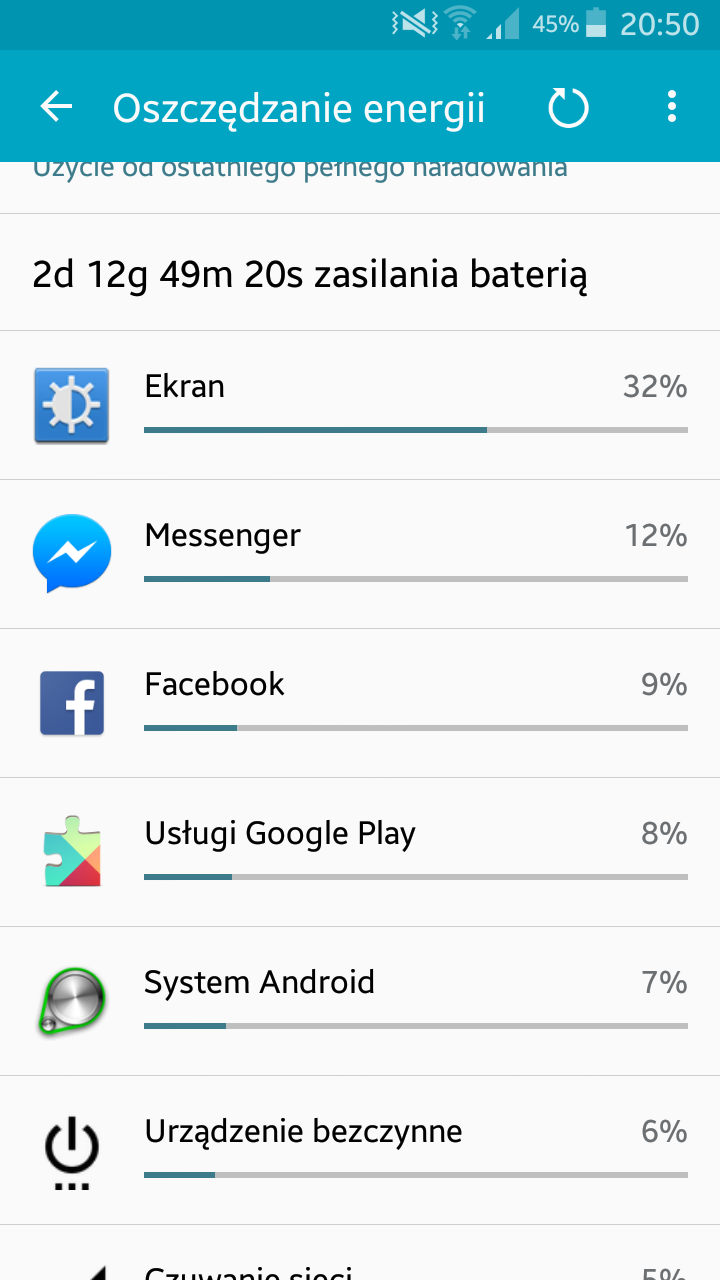 45% 20:50
Oszczędzanie energii
Użycie od ostatniego pełnego naładowania
2d 12g 49m 20s zasilania baterią
Ekran 32%
Messenger 12%
Facebook 9%
Usługi Google Play 8%
System Android 7%
Urządzenie bezczynne 6%
Czuwanie sieci 5%